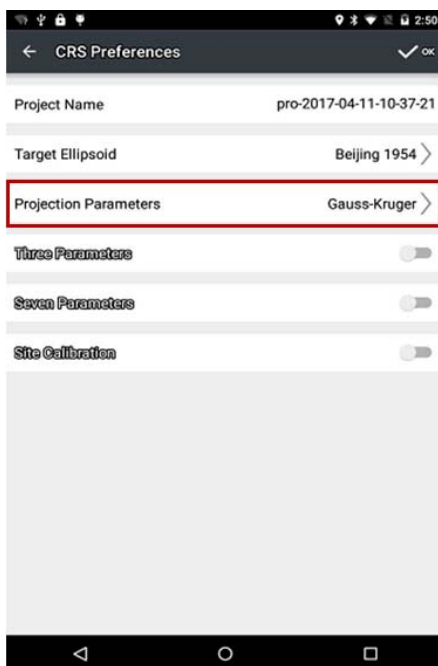 2:50
CRS Preferences OK
Project Name pro-2017-04-11-10-37-21
Target Ellipsoid Beijing 1954
Projection Parameters Gauss-Kruger
Three Parameters
Seven Parameters
Site Calibration